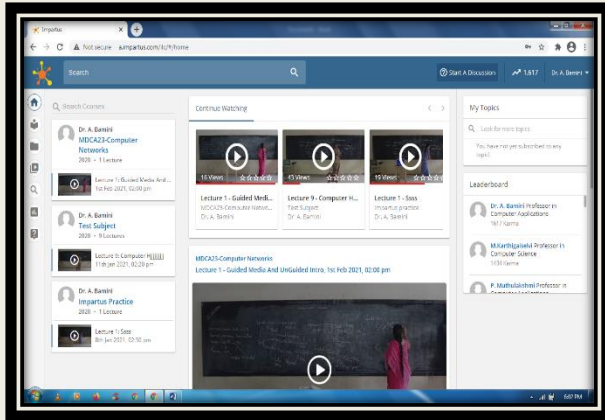 impartus
Not secure a.impartus.com/ilc/#/home
Search
Start A Discussion
1,617
Dr. A. Bamini
Search Courses
Dr. A. Bamini
MDCA23-Computer
Networks
2020 - 1 Lecture
Lecture 1: Guided Media And...
1st Feb 2021, 02:00 pm
Dr. A. Bamini
Test Subject
2020 - 9 Lectures
Lecture 9: Computer H
11th Jan 2021, 02:20 pm
Dr. A. Bamini
Impartus Practice
2020 - 1 Lecture
Lecture 1: Ssss
8th Jan 2021, 02:30 pm
Continue Watching
16 Views
Lecture 1 - Guided Medi...
MDCA23-Computer Netwo...
Dr. A. Bamini
Views
Lecture 9 - Computer H...
Test Subject
Dr. A. Bamini
19 Views
Lecture 1 - Ssss
Impartus practice
Dr. A. Bamini
MDCA23-Computer Networks
Lecture 1 - Guided Media And UnGuided Intro, 1st Feb 2021, 02:00 pm
My Topics
Look for more topics
You have not yet subscribed to any
topic.
Leaderboard
Dr. A. Bamini Professor in
Computer Applications
1617 Karma
M.Karthigaiselvi Professor in
Computer Science
Karma
P. Muthulakshmi Professor in
Computer Applications
6:02 PM